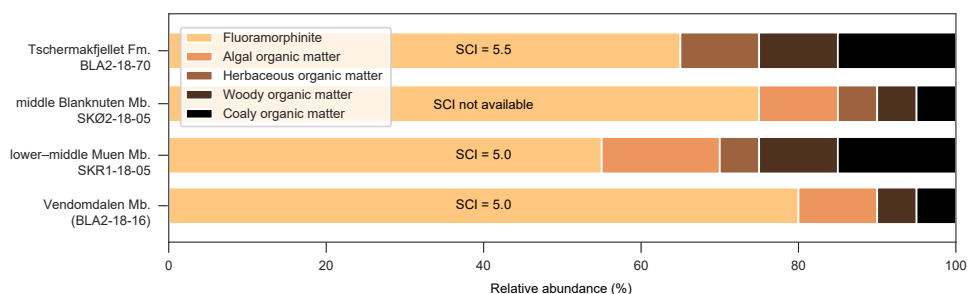 Tschermakfjellet Fm.
BLA2-18-70
middle Blanknuten Mb.
SKØ2-18-05
lower–middle Muen Mb.
SKR1-18-05
Vendomdalen Mb.
(BLA2-18-16)
Fluoramorphinite
Algal organic matter
Herbaceous organic matter
Woody organic matter
Coaly organic matter
SCI = 5.5
SCI not available
SCI = 5.0
SCI = 5.0
0 20 40 60 80 100
Relative abundance (%)